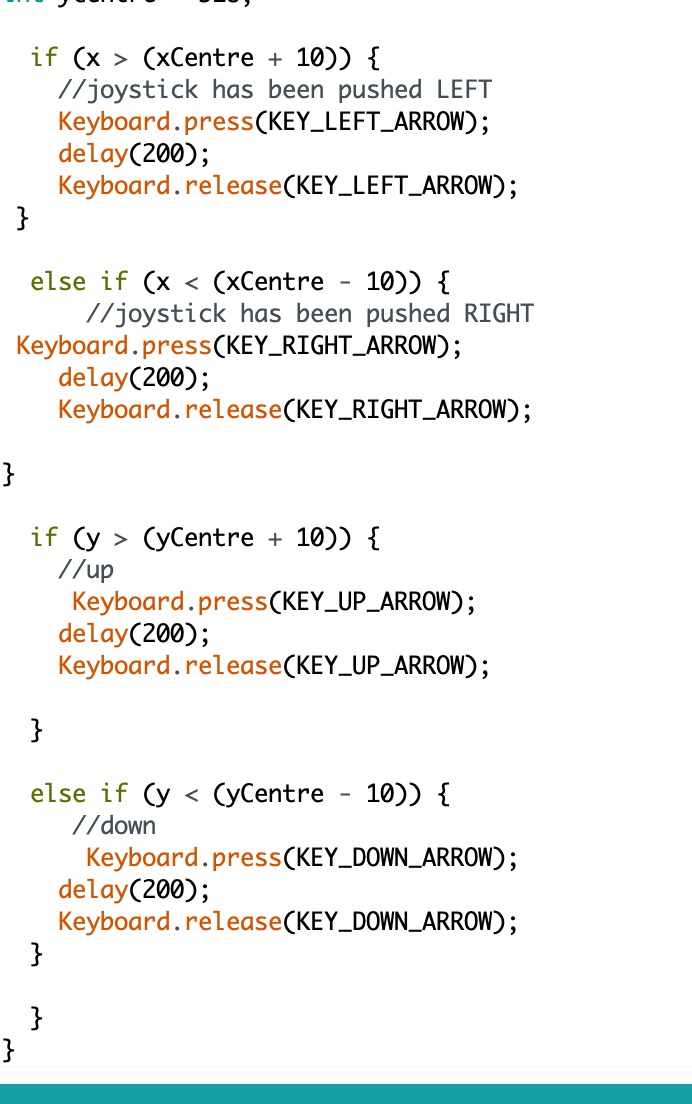 if (x > (xCentre + 10)) {
//joystick has been pushed LEFT
Keyboard.press(KEY_LEFT_ARROW);
delay(200);
Keyboard.release(KEY_LEFT_ARROW);
}
else if (x < (xCentre - 10)) {
//joystick has been pushed RIGHT
Keyboard.press(KEY_RIGHT_ARROW);
delay(200);
Keyboard.release(KEY_RIGHT_ARROW);
}
if (y > (yCentre + 10)) {
//up
Keyboard.press(KEY_UP_ARROW);
delay(200);
Keyboard.release(KEY_UP_ARROW);
}
else if (y < (yCentre - 10)) {
//down
Keyboard.press(KEY_DOWN_ARROW);
delay(200);
Keyboard.release(KEY_DOWN_ARROW);
}
}
}